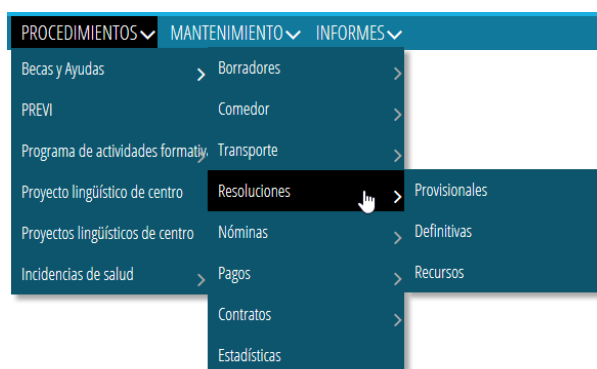 PROCEDIMIENTOS MANTENIMIENTO INFORMES
Becas y Ayudas
PREVI
Programa de actividades formativ
Proyecto lingüístico de centro
Proyectos lingüísticos de centro
Incidencias de salud
Borradores
Comedor
Transporte
Resoluciones
Nóminas
Pagos
Contratos
Estadísticas
Provisionales
Definitivas
Recursos